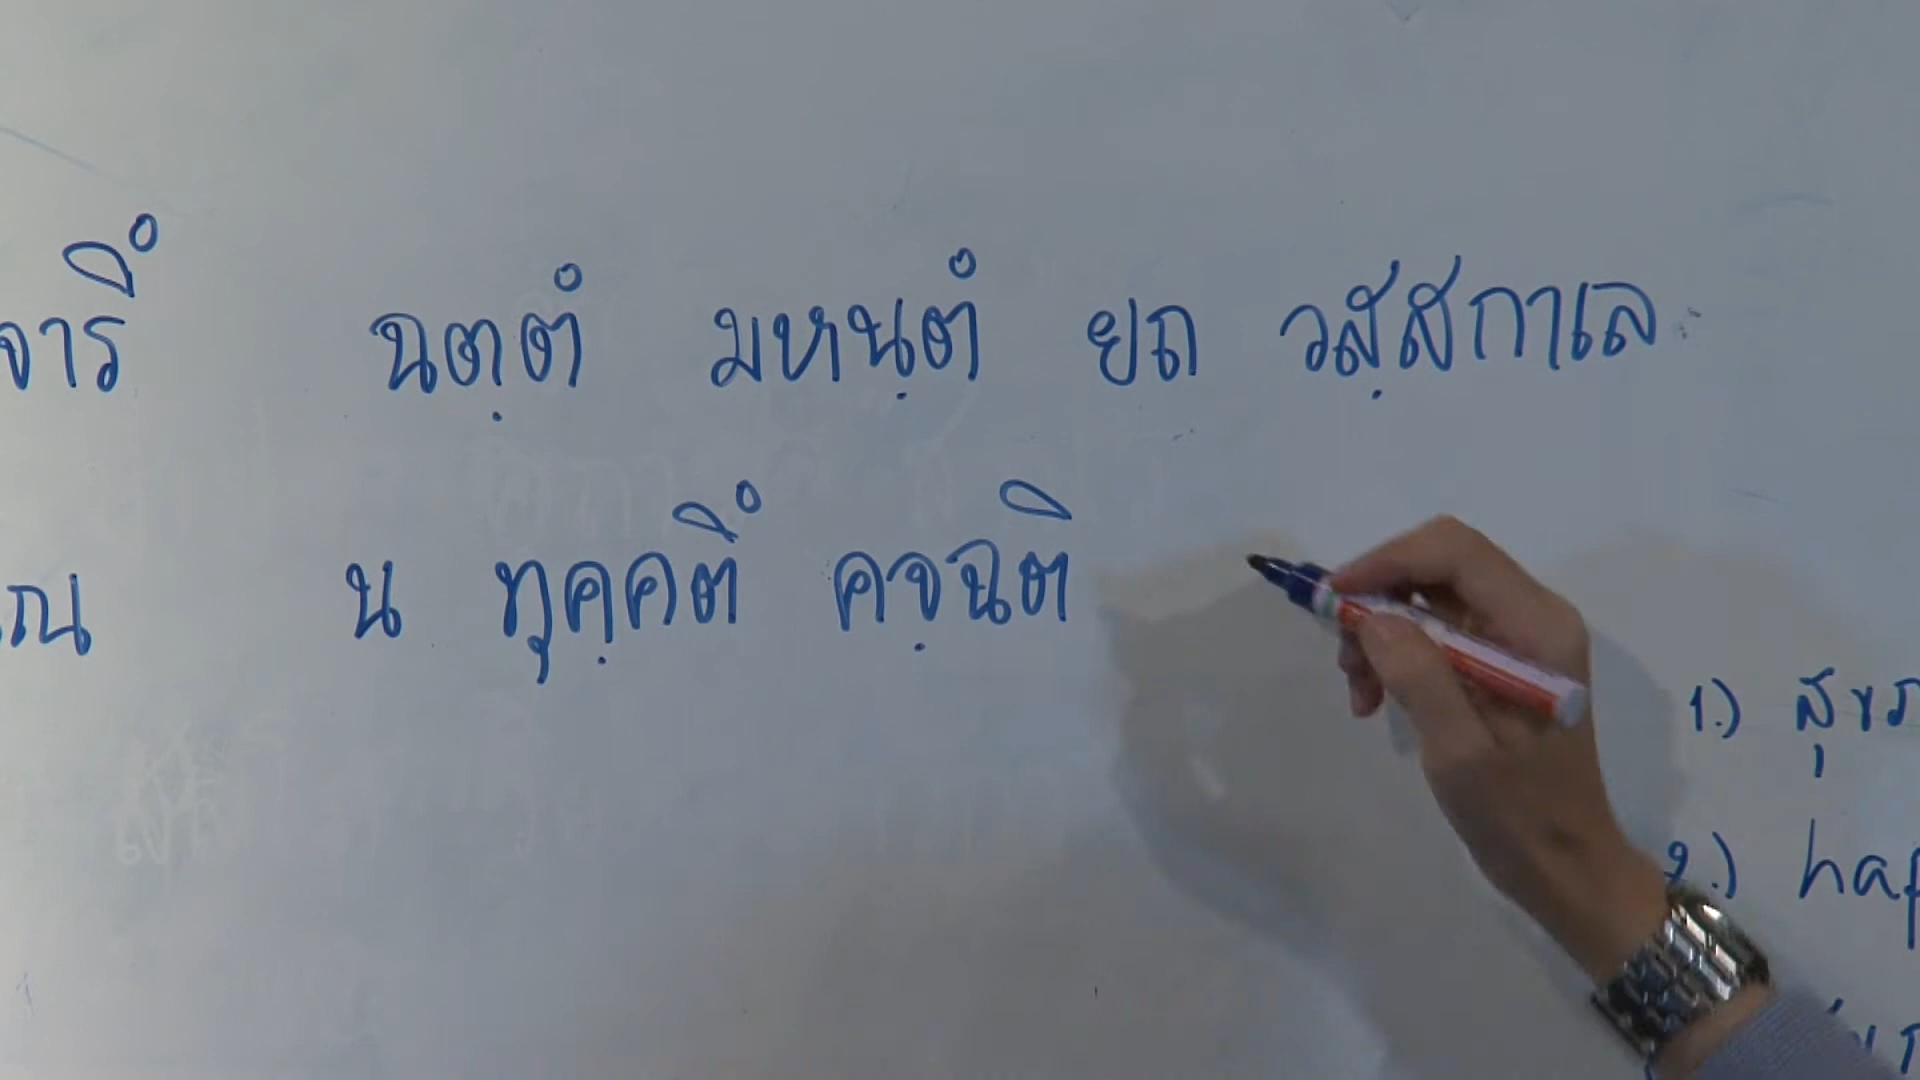 จารึ ฉตฺตํ มหนฺตํ ยถ วสฺสกาเล
น ทุคฺคตึ คจฺฉติ
1.)
2.)